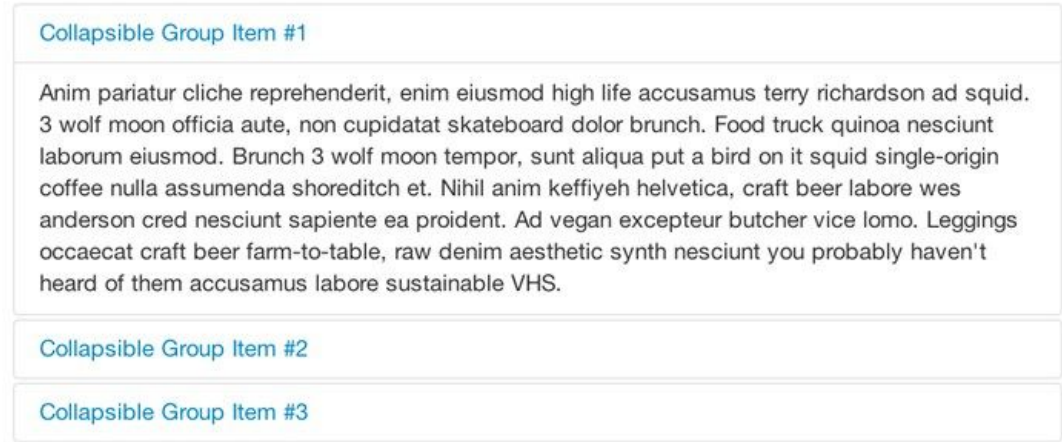 Collapsible Group Item #1
Anim pariatur cliche reprehenderit, enim eiusmod high life accusamus terry richardson ad squid.
3 wolf moon officia aute, non cupidatat skateboard dolor brunch. Food truck quinoa nesciunt
laborum eiusmod. Brunch 3 wolf moon tempor, sunt aliqua put a bird on it squid single-origin
coffee nulla assumenda shoreditch et. Nihil anim keffiyeh helvetica, craft beer labore wes
anderson cred nesciunt sapiente ea proident. Ad vegan excepteur butcher vice lomo. Leggings
occaecat craft beer farm-to-table, raw denim aesthetic synth nesciunt you probably haven't
heard of them accusamus labore sustainable VHS.
Collapsible Group Item #2
Collapsible Group Item #3